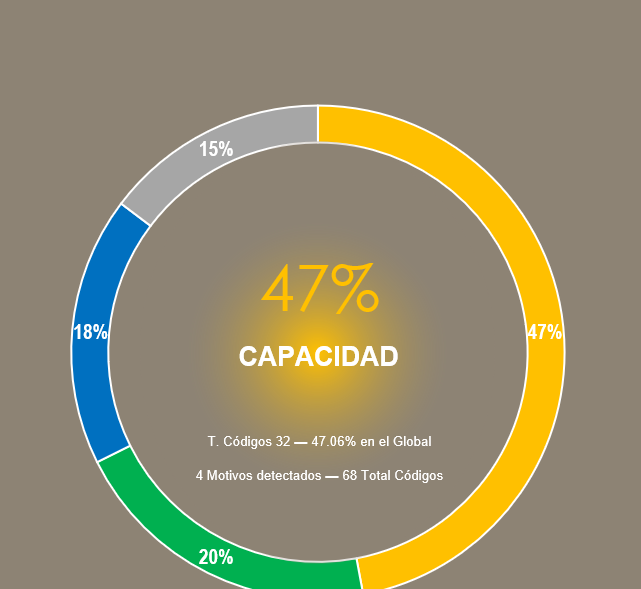 15%
47%
18%
47%
CAPACIDAD
T. Códigos 32 — 47.06% en el Global
4 Motivos detectados — 68 Total Códigos
20%